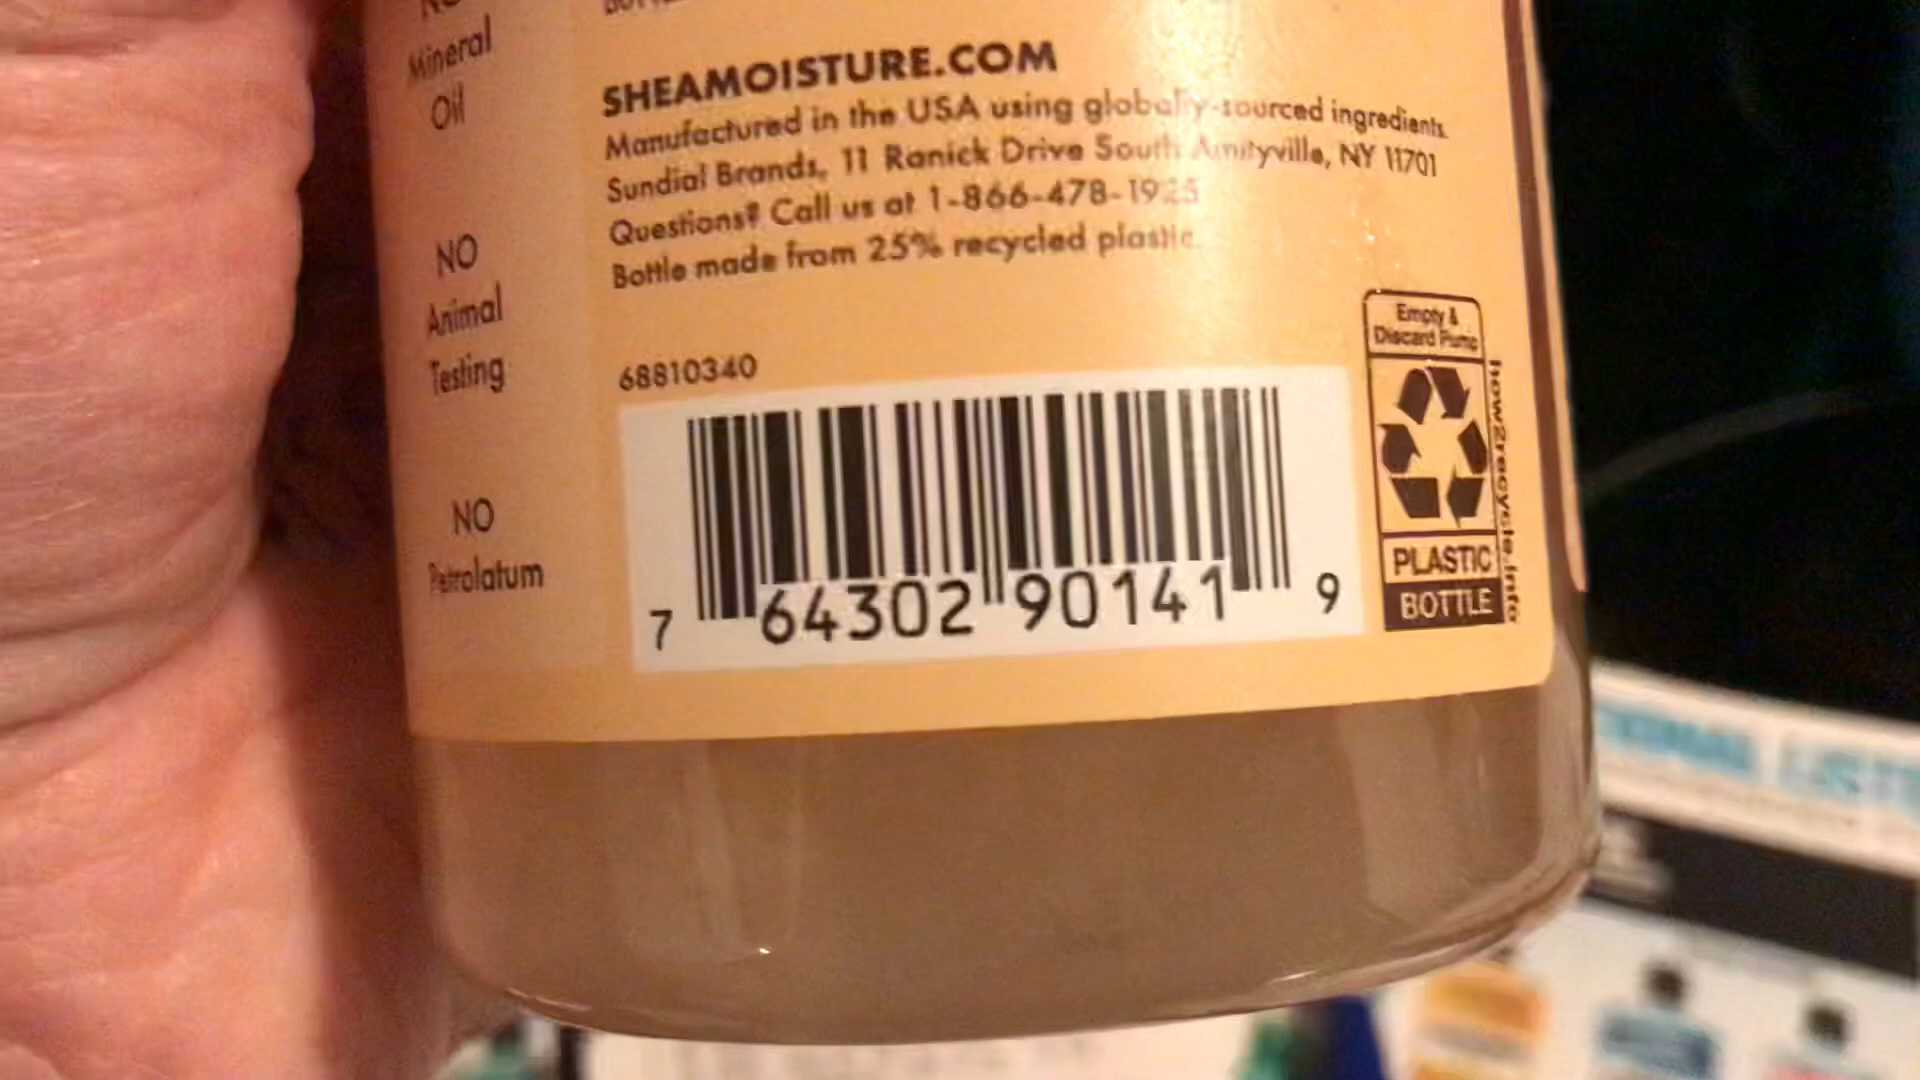 Mineral
Oil
NO
Animal
Testing
NO
Petrolatum
SHEAMOISTURE.COM
Manufactured in the USA using globally-sourced ingredients.
Sundial Brands, 11 Ranick Drive South Amityville, NY 11701
Questions? Call us at 1-866-478-1925
Bottle made from 25% recycled plastic
68810340
7 64302 90141 9
Empty &
Discard Pump
PLASTIC
BOTTLE
how2recycle.info